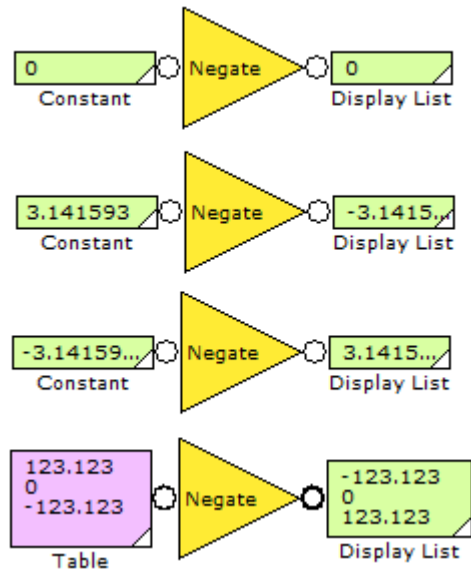 0 Negate 0
Constant Display List
3.141593 Negate -3.1415...
Constant Display List
-3.14159... Negate 3.1415...
Constant Display List
123.123
0
-123.123
Negate
-123.123
0
123.123
Table Display List